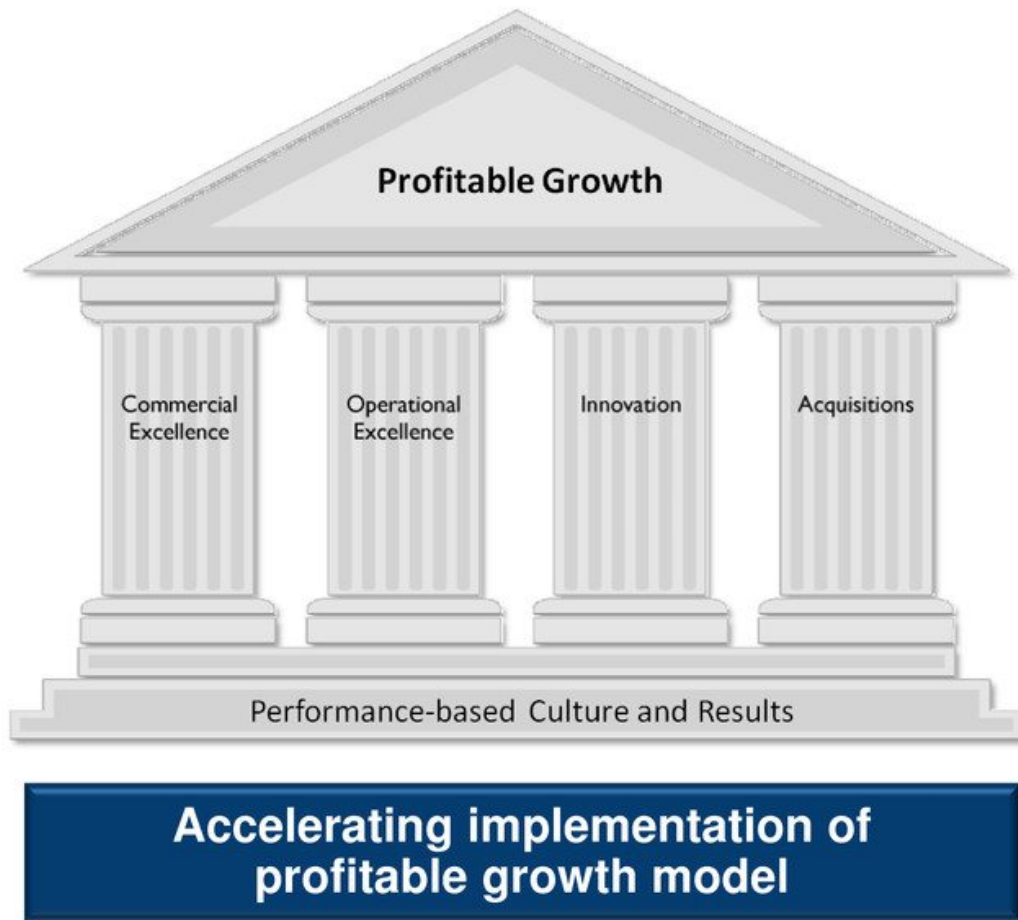 Profitable Growth
Commercial
Excellence
Operational
Excellence
Innovation
Acquisitions
Performance-based Culture and Results
Accelerating implementation of
profitable growth model